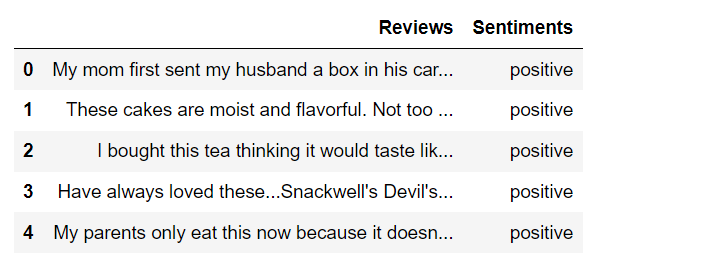 Reviews Sentiments
0 My mom first sent my husband a box in his car... positive
1 These cakes are moist and flavorful. Not too ... positive
2 I bought this tea thinking it would taste lik... positive
3 Have always loved these...Snackwell's Devil's... positive
4 My parents only eat this now because it doesn... positive